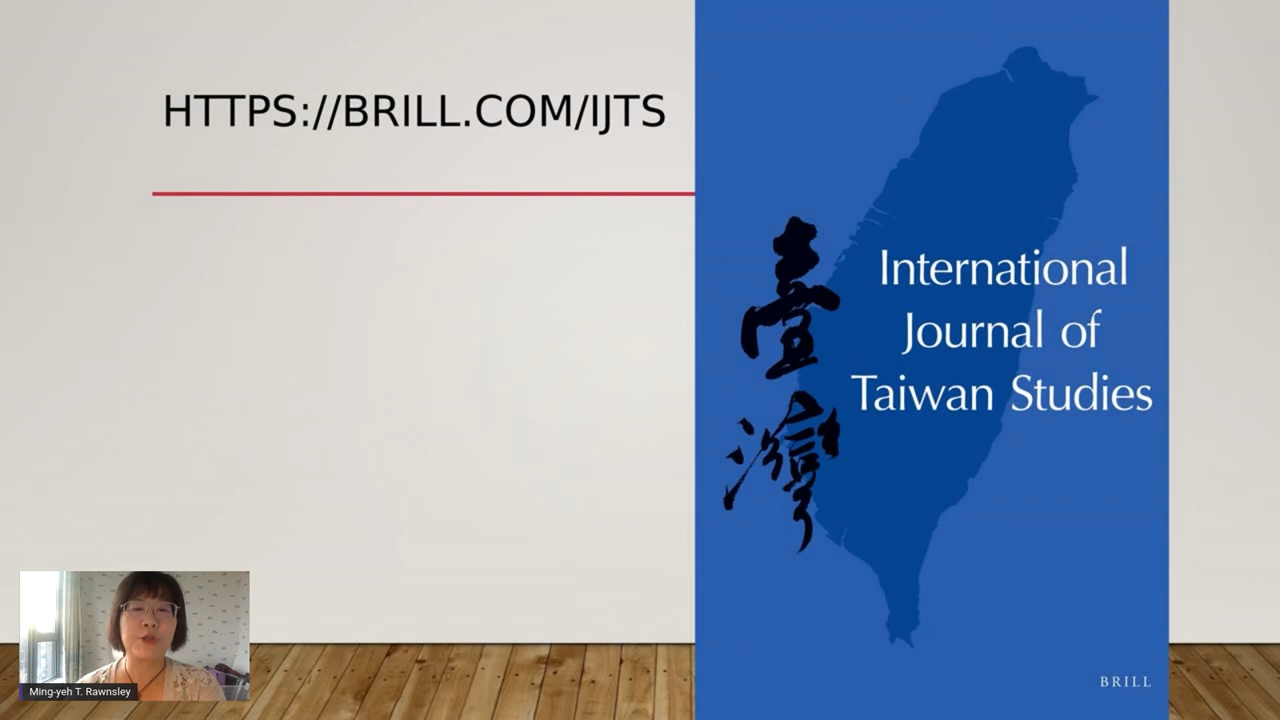 HTTPS://BRILL.COM/IJTS
臺灣
International
Journal of
Taiwan Studies
BRILL
Ming-yeh T. Rawnsley